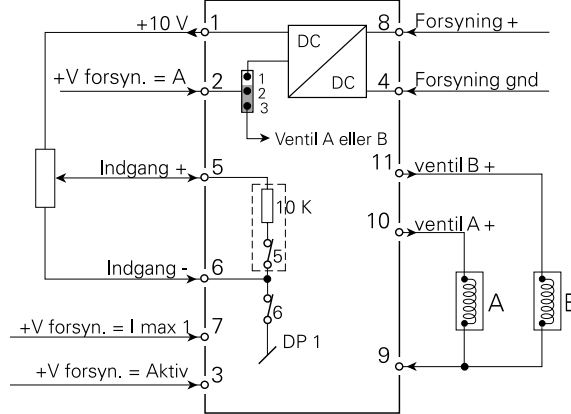 +10 V 1 DC 8 Forsyning +
+V forsyn. = A 2 1 2 3 DC 4 Forsyning gnd
Ventil A eller B
Indgang + 5 11 ventil B +
10 K
10 ventil A +
5
Indgang - 6
6
A B
+V forsyn. = I max 1 7 DP 1
9
+V forsyn. = Aktiv 3